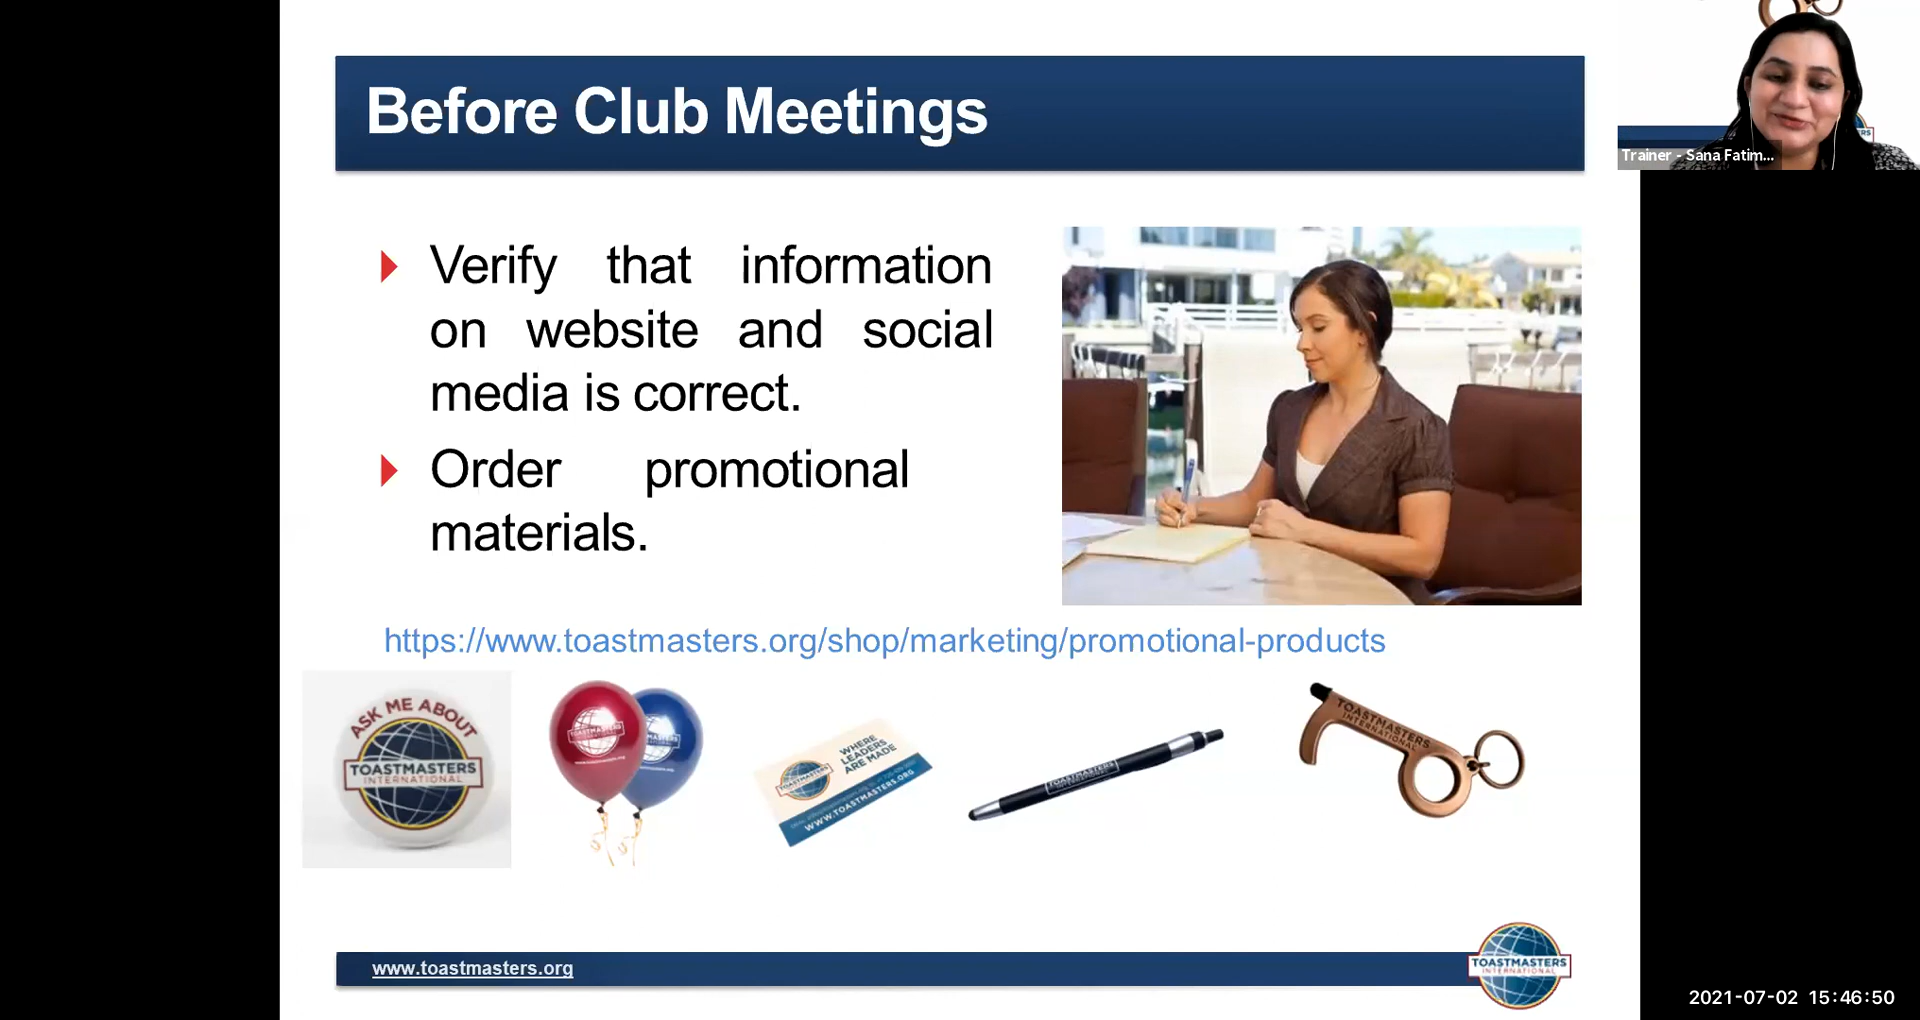 Before Club Meetings
Trainer - Sana Fatim...
Verify that information
on website and social
media is correct.
Order promotional
materials.
https://www.toastmasters.org/shop/marketing/promotional-products
ASK ME ABOUT
TOASTMASTERS
INTERNATIONAL
TOASTMASTERS
INTERNATIONAL
WHERE
LEADERS
ARE MADE
WWW.TOASTMASTERS.ORG
TOASTMASTERS
TOASTMASTERS
INTERNATIONAL
www.toastmasters.org
TOASTMASTERS
INTERNATIONAL
2021-07-02 15:46:50